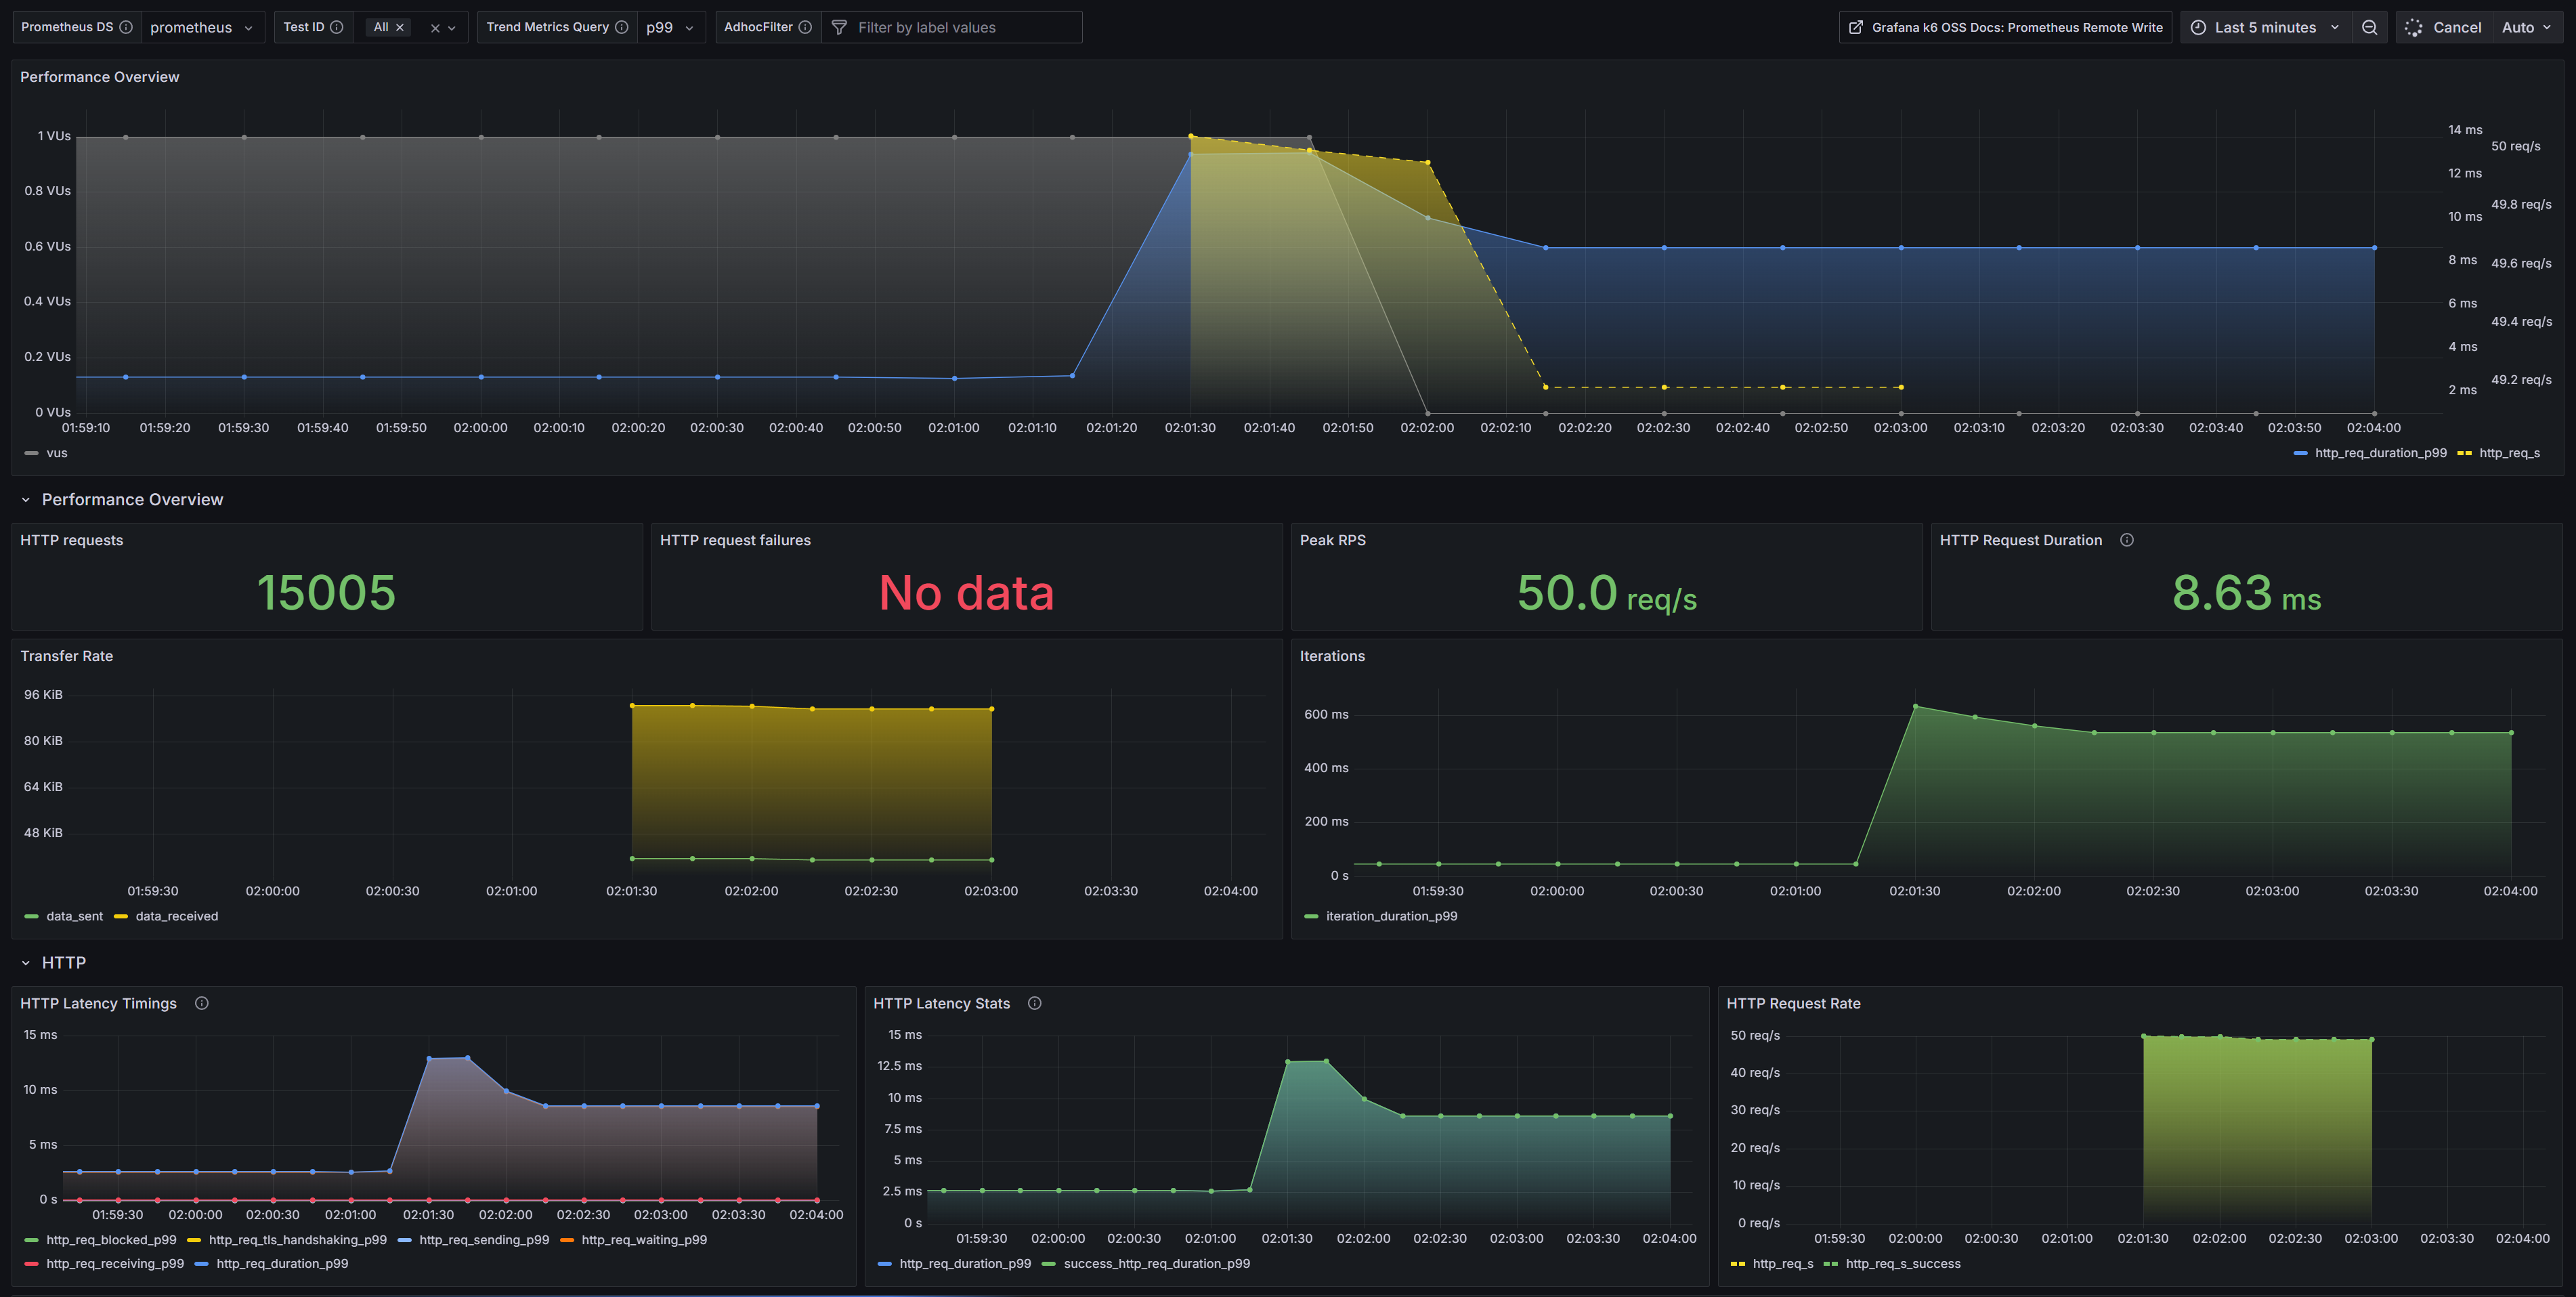 Prometheus DS prometheus Test ID All Trend Metrics Query p99 AdhocFilter Filter by label values Grafana k6 OSS Docs: Prometheus Remote Write Last 5 minutes Cancel Auto
Performance Overview
1 VUs
0.8 VUs
0.6 VUs
0.4 VUs
0.2 VUs
0 VUs
14 ms
12 ms
10 ms
8 ms
6 ms
4 ms
2 ms
50 req/s
49.8 req/s
49.6 req/s
49.4 req/s
49.2 req/s
01:59:10 01:59:20 01:59:30 01:59:40 01:59:50 02:00:00 02:00:10 02:00:20 02:00:30 02:00:40 02:00:50 02:01:00 02:01:10 02:01:20 02:01:30 02:01:40 02:01:50 02:02:00 02:02:10 02:02:20 02:02:30 02:02:40 02:02:50 02:03:00 02:03:10 02:03:20 02:03:30 02:03:40 02:03:50 02:04:00
vus http_req_duration_p99 http_req_s
Performance Overview
HTTP requests
15005
HTTP request failures
No data
Peak RPS
50.0 req/s
HTTP Request Duration
8.63 ms
Transfer Rate
96 KiB
80 KiB
64 KiB
48 KiB
01:59:30 02:00:00 02:00:30 02:01:00 02:01:30 02:02:00 02:02:30 02:03:00 02:03:30 02:04:00
data_sent data_received
Iterations
600 ms
400 ms
200 ms
0 s
01:59:30 02:00:00 02:00:30 02:01:00 02:01:30 02:02:00 02:02:30 02:03:00 02:03:30 02:04:00
iteration_duration_p99
HTTP
HTTP Latency Timings
15 ms
10 ms
5 ms
0 s
01:59:30 02:00:00 02:00:30 02:01:00 02:01:30 02:02:00 02:02:30 02:03:00 02:03:30 02:04:00
http_req_blocked_p99 http_req_tls_handshaking_p99 http_req_sending_p99 http_req_waiting_p99
http_req_receiving_p99 http_req_duration_p99
HTTP Latency Stats
15 ms
12.5 ms
10 ms
7.5 ms
5 ms
2.5 ms
0 s
01:59:30 02:00:00 02:00:30 02:01:00 02:01:30 02:02:00 02:02:30 02:03:00 02:03:30 02:04:00
http_req_duration_p99 success_http_req_duration_p99
HTTP Request Rate
50 req/s
40 req/s
30 req/s
20 req/s
10 req/s
0 req/s
01:59:30 02:00:00 02:00:30 02:01:00 02:01:30 02:02:00 02:02:30 02:03:00 02:03:30 02:04:00
http_req_s http_req_s_success